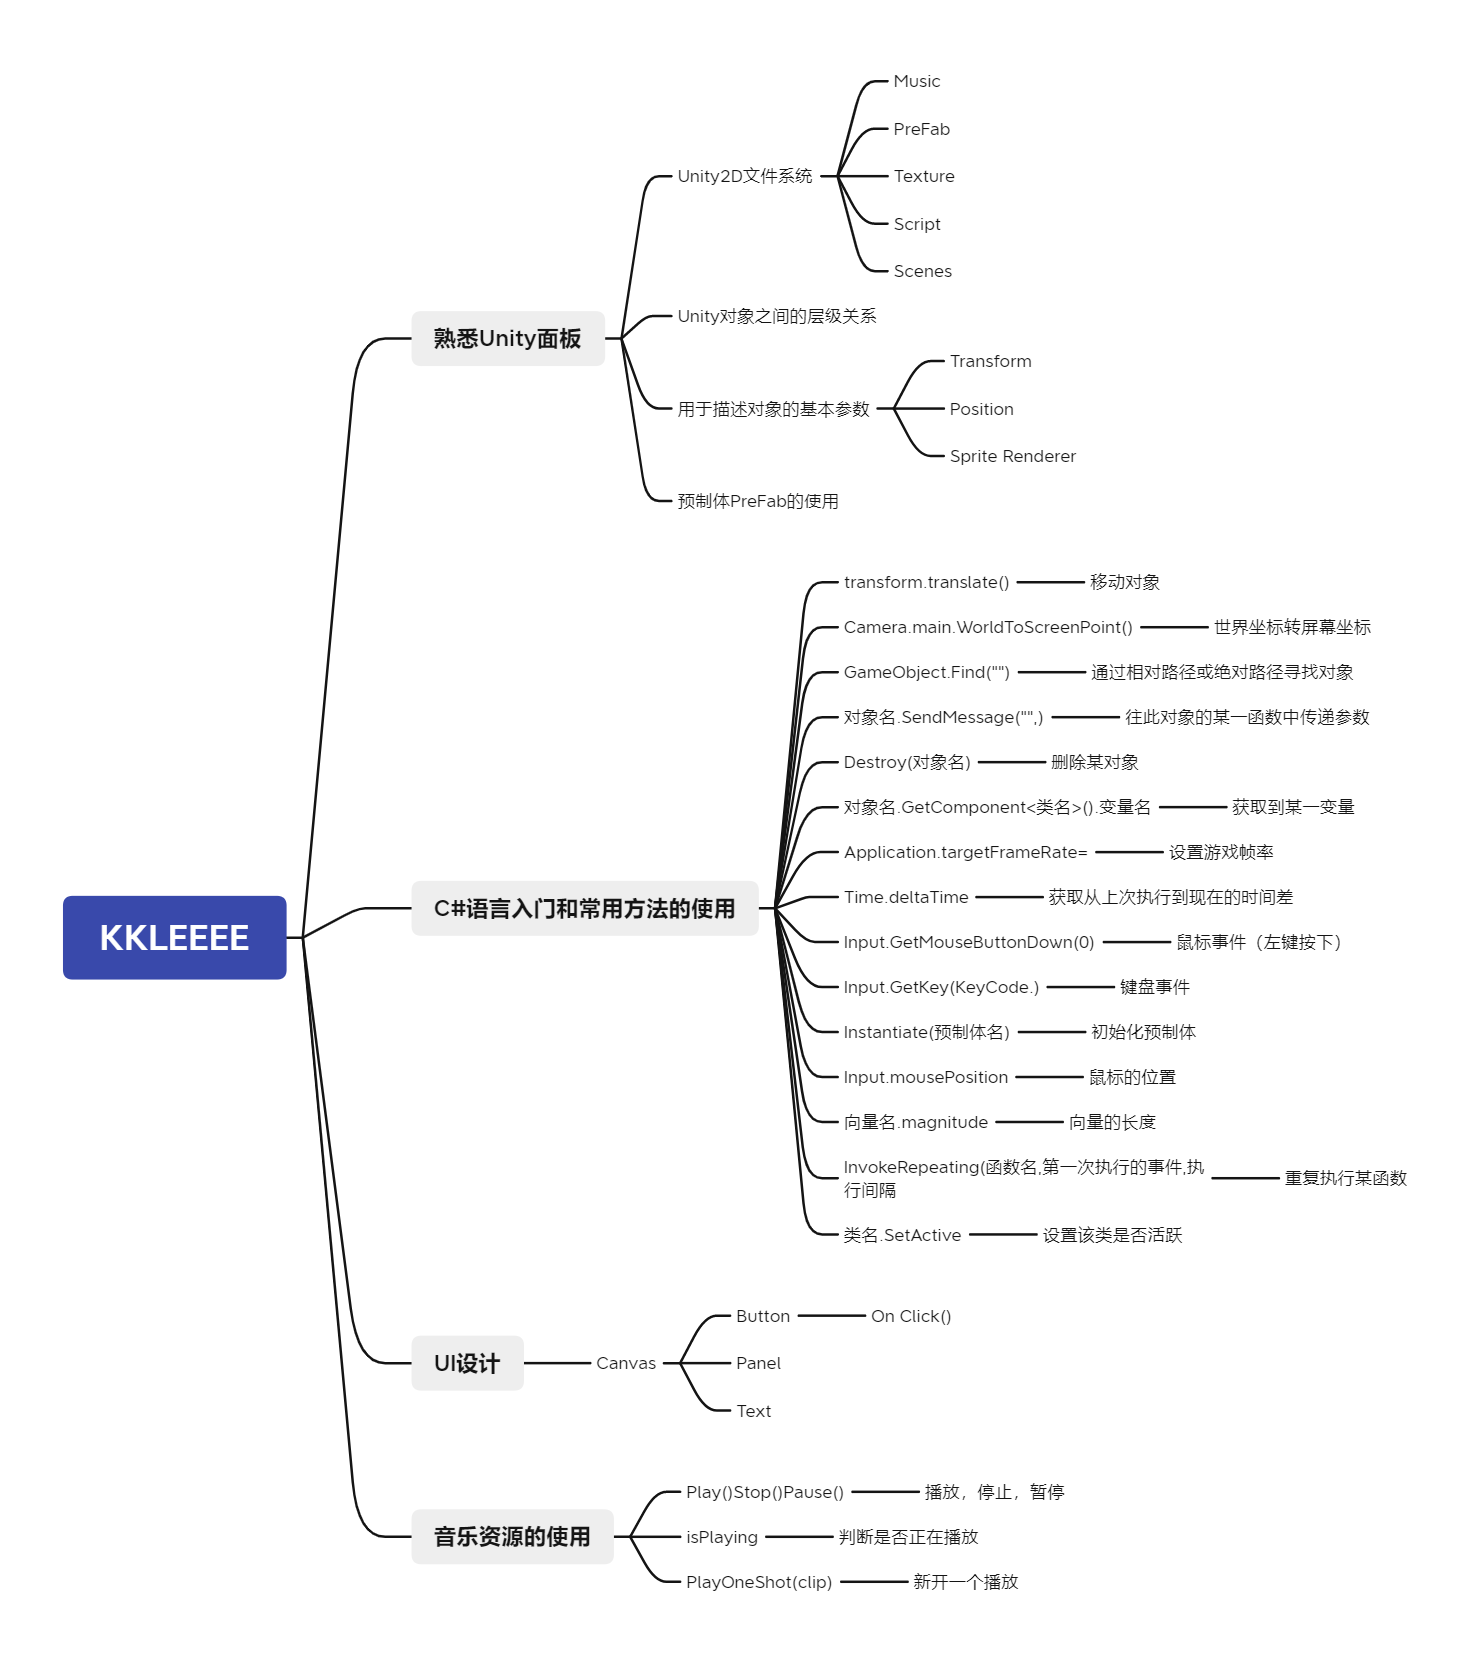 KKLEEEE
熟悉Unity面板
Unity2D文件系统
Music
PreFab
Texture
Script
Scenes
Unity对象之间的层级关系
用于描述对象的基本参数
Transform
Position
Sprite Renderer
预制体PreFab的使用
C#语言入门和常用方法的使用
transform.translate()
移动对象
Camera.main.WorldToScreenPoint()
世界坐标转屏幕坐标
GameObject.Find("")
通过相对路径或绝对路径寻找对象
对象名.SendMessage("",)
往此对象的某一函数中传递参数
Destroy(对象名)
删除某对象
对象名.GetComponent<类名>().变量名
获取到某一变量
Application.targetFrameRate=
设置游戏帧率
Time.deltaTime
获取从上次执行到现在的时间差
Input.GetMouseButtonDown(0)
鼠标事件（左键按下）
Input.GetKey(KeyCode.)
键盘事件
Instantiate(预制体名)
初始化预制体
Input.mousePosition
鼠标的位置
向量名.magnitude
向量的长度
InvokeRepeating(函数名,第一次执行的事件,执
行间隔
重复执行某函数
类名.SetActive
设置该类是否活跃
UI设计
Canvas
Button
On Click()
Panel
Text
音乐资源的使用
Play()Stop()Pause()
播放，停止，暂停
isPlaying
判断是否正在播放
PlayOneShot(clip)
新开一个播放